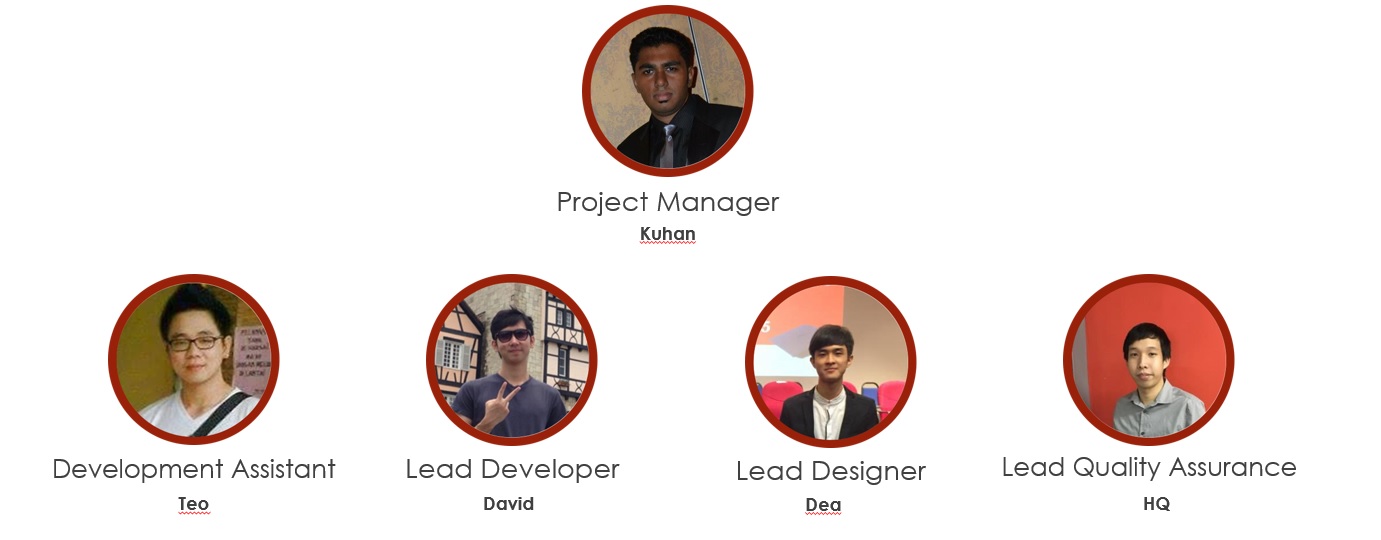 Project Manager
Kuhan
Development Assistant
Lead Developer
Lead Designer
Lead Quality Assurance
Teo
David
Dea
HQ